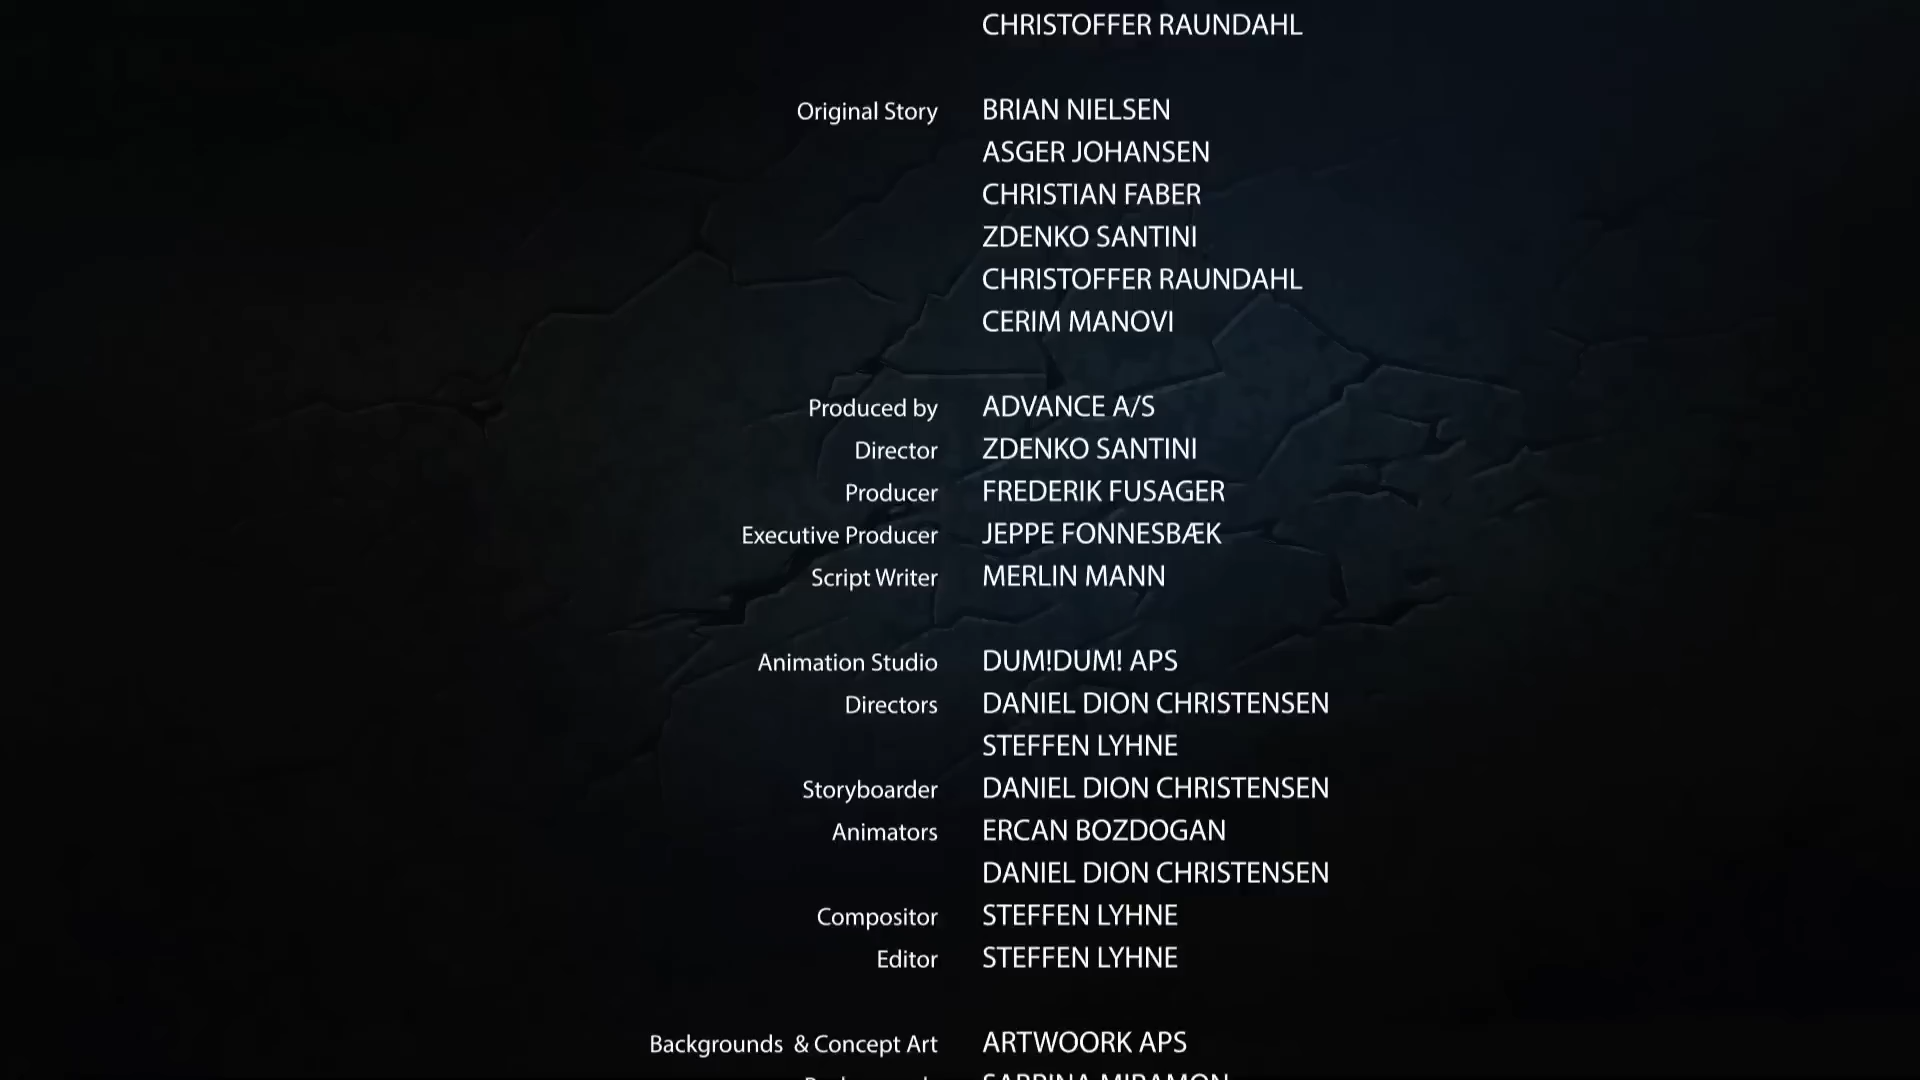 CHRISTOFFER RAUNDAHL
Original Story BRIAN NIELSEN
ASGER JOHANSEN
CHRISTIAN FABER
ZDENKO SANTINI
CHRISTOFFER RAUNDAHL
CERIM MANOVI
Produced by ADVANCE A/S
Director ZDENKO SANTINI
Producer FREDERIK FUSAGER
Executive Producer JEPPE FONNESBÆK
Script Writer MERLIN MANN
Animation Studio DUM!DUM! APS
Directors DANIEL DION CHRISTENSEN
STEFFEN LYHNE
Storyboarder DANIEL DION CHRISTENSEN
Animators ERCAN BOZDOGAN
DANIEL DION CHRISTENSEN
Compositor STEFFEN LYHNE
Editor STEFFEN LYHNE
Backgrounds & Concept Art ARTWOORK APS
SABRINA MIRAMON